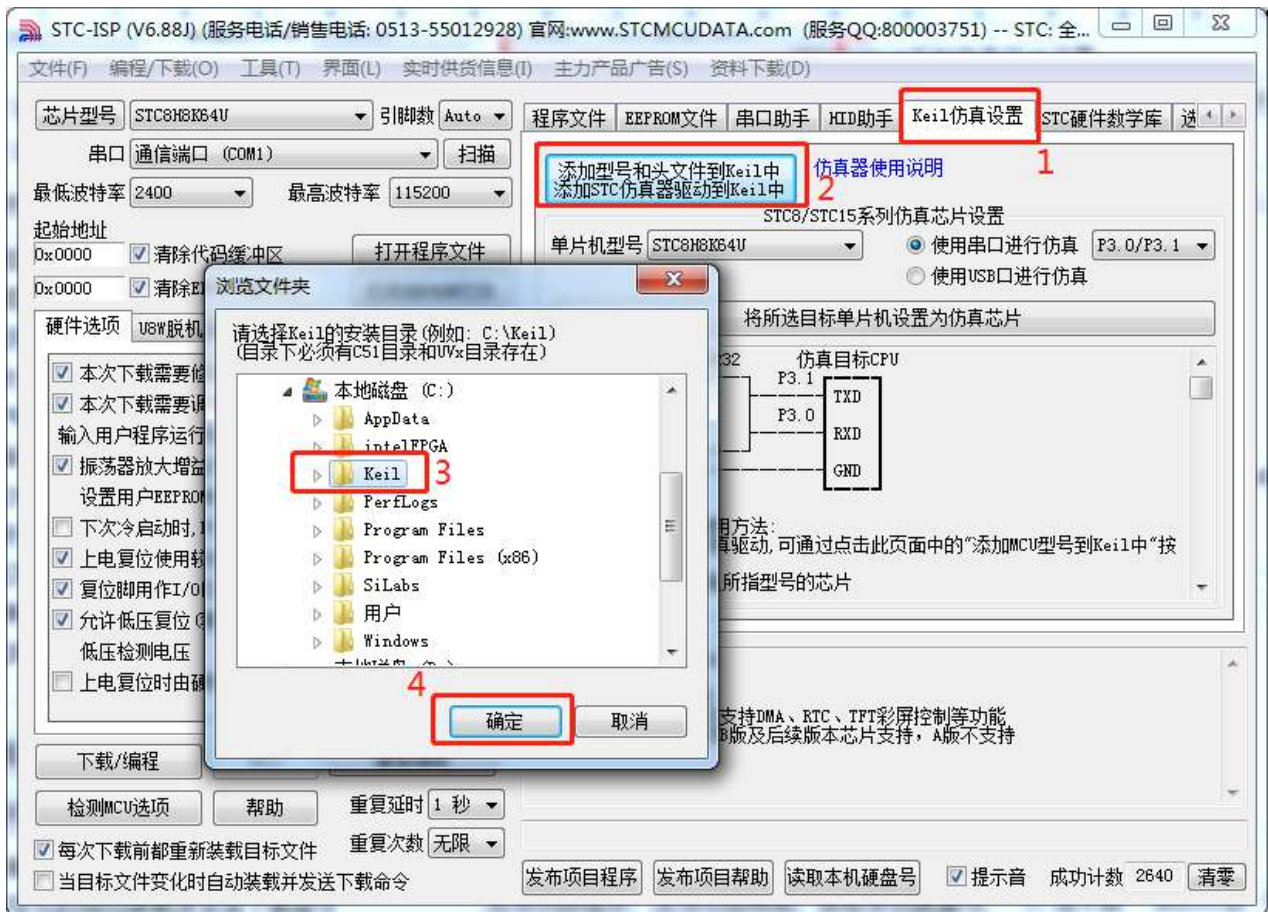 STC-ISP (V6.88J) (服务电话/销售电话: 0513-55012928) 官网:www.STCMCUDATA.com (服务QQ:800003751) -- STC: 全...
文件(F) 编程/下载(O) 工具(T) 界面(L) 实时供货信息(I) 主力产品广告(S) 资料下载(D)
芯片型号 STC8H8K64U 引脚数 Auto
串口 通信端口 (COM1) 扫描
最低波特率 2400 最高波特率 115200
起始地址
0x0000 清除代码缓冲区 打开程序文件
0x0000 清除E
硬件选项 U8W脱机
本次下载需要修
本次下载需要调
输入用户程序运行
振荡器放大增益
设置用户EEPROM
下次冷启动时,
上电复位使用较
复位脚用作I/O
允许低压复位
低压检测电压
上电复位时由硬
下载/编程
检测MCU选项 帮助 重复延时 1 秒
每次下载前都重新装载目标文件 重复次数 无限
当目标文件变化时自动装载并发送下载命令
程序文件 EEPROM文件 串口助手 HID助手 Keil仿真设置 STC硬件数学库 选
1
添加型号和头文件到Keil中
添加STC仿真器驱动到Keil中
2
仿真器使用说明
STC8/STC15系列仿真芯片设置
单片机型号 STC8H8K64U 使用串口进行仿真 P3.0/P3.1
使用USB口进行仿真
将所选目标单片机设置为仿真芯片
32 仿真目标CPU
P3.1 TXD
P3.0 RXD
GND
用方法:
真驱动,可通过点击此页面中的"添加MCU型号到Keil中"按
所指型号的芯片
支持DMA、RTC、TFT彩屏控制等功能
B版及后续版本芯片支持，A版不支持
发布项目程序 发布项目帮助 读取本机硬盘号 提示音 成功计数 2640 清零
浏览文件夹
请选择Keil的安装目录(例如: C:\Keil)
(目录下必须有C51目录和UVx目录存在)
本地磁盘 (C:)
AppData
intelFPGA
Keil
3
PerfLogs
Program Files
Program Files (x86)
SiLabs
用户
Windows
4
确定 取消